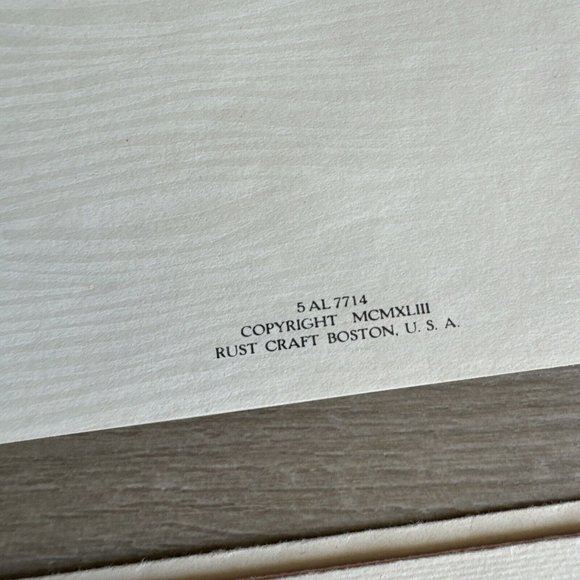 5 AL 7714
COPYRIGHT MCMXLIII
RUST CRAFT BOSTON, U. S. A.